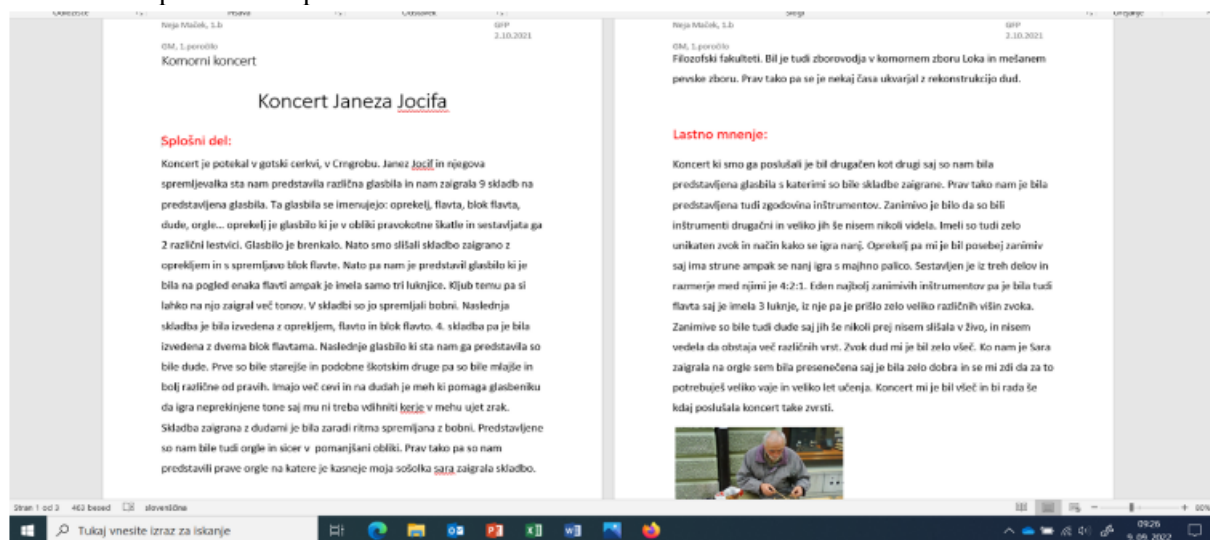 Neja Maček, 1.b
GFP
2.10.2021
GM, 1.poročilo
Komorni koncert
Koncert Janeza Jocifa
Splošni del:
Koncert je potekal v gotski cerkvi, v Crngrobu. Janez Jocif in njegova
spremljevalka sta nam predstavila različna glasbila in nam zaigrala 9 skladb na
predstavljena glasbila. Ta glasbila se imenujejo: oprekelj, flavta, blok flavta,
dude, orgle... oprekelj je glasbilo ki je v obliki pravokotne škatle in sestavljata ga
2 različni lestvici. Glasbilo je brenkalo. Nato smo slišali skladbo zaigrano z
oprekljem in s spremljavo blok flavte. Nato pa nam je predstavil glasbilo ki je
bila na pogled enaka flavti ampak je imela samo tri luknjice. Kljub temu pa si
lahko na njo zaigral več tonov. V skladbi so jo spremljali bobni. Naslednja
skladba je bila izvedena z oprekljem, flavto in blok flavto. 4. skladba pa je bila
izvedena z dvema blok flavtama. Naslednje glasbilo ki sta nam ga predstavila so
bile dude. Prve so bile starejše in podobne škotskim druge pa so bile mlajše in
bolj različne od pravih. Imajo več cevi in na dudah je meh ki pomaga glasbeniku
da igra neprekinjene tone saj mu ni treba vdihniti kerje v mehu ujet zrak.
Skladba zaigrana z dudami je bila zaradi ritma spremljana z bobni. Predstavljene
so nam bile tudi orgle in sicer v pomanjšani obliki. Prav tako pa so nam
predstavili prave orgle na katere je kasneje moja sošolka sara zaigrala skladbo.
Neja Maček, 1.b
GFP
2.10.2021
GM, 1.poročilo
Filozofski fakulteti. Bil je tudi zborovodja v komornem zboru Loka in mešanem
pevske zboru. Prav tako pa se je nekaj časa ukvarjal z rekonstrukcijo dud.
Lastno mnenje:
Koncert ki smo ga poslušali je bil drugačen kot drugi saj so nam bila
predstavljena glasbila s katerimi so bile skladbe zaigrane. Prav tako nam je bila
predstavljena tudi zgodovina inštrumentov. Zanimivo je bilo da so bili
inštrumenti drugačni in veliko jih še nisem nikoli videla. Imeli so tudi zelo
unikaten zvok in način kako se igra nanj. Oprekelj pa mi je bil posebej zanimiv
saj ima strune ampak se nanj igra s majhno palico. Sestavljen je iz treh delov in
razmerje med njimi je 4:2:1. Eden najbolj zanimivih inštrumentov pa je bila tudi
flavta saj je imela 3 luknje, iz nje pa je prišlo zelo veliko različnih višin zvoka.
Zanimive so bile tudi dude saj jih še nikoli prej nisem slišala v živo, in nisem
vedela da obstaja več različnih vrst. Zvok dud mi je bil zelo všeč. Ko nam je Sara
zaigrala na orgle sem bila presenečena saj je bila zelo dobra in se mi zdi da za to
potrebuješ veliko vaje in veliko let učenja. Koncert mi je bil všeč in bi rada še
kdaj poslušala koncert take zvrsti.
Stran 1 od 3 463 besed slovenščina
80%
Tukaj vnesite izraz za iskanje
09:26
9. 09. 2022